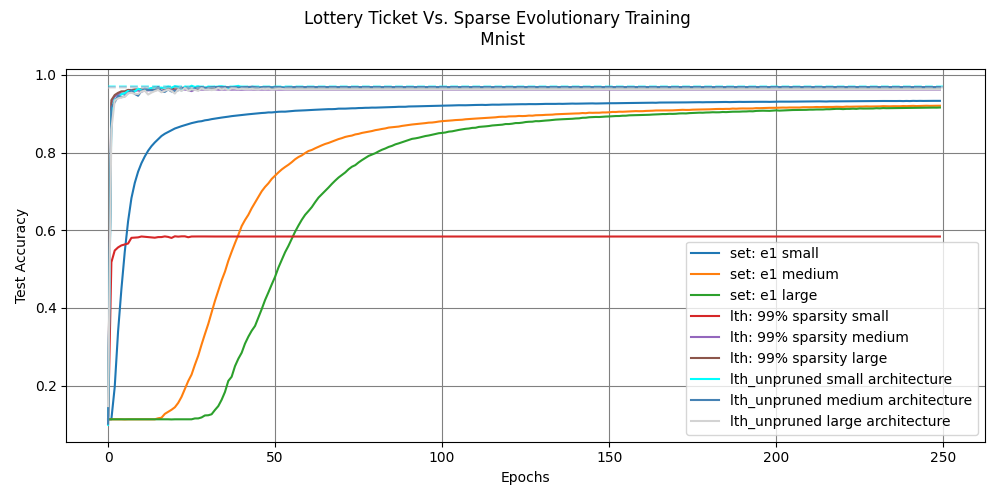 Lottery Ticket Vs. Sparse Evolutionary Training
Mnist
1.0
0.8
0.6
0.4
0.2
Test Accuracy
0
50
100
150
200
250
Epochs
set: e1 small
set: e1 medium
set: e1 large
lth: 99% sparsity small
lth: 99% sparsity medium
lth: 99% sparsity large
lth_unpruned small architecture
lth_unpruned medium architecture
lth_unpruned large architecture